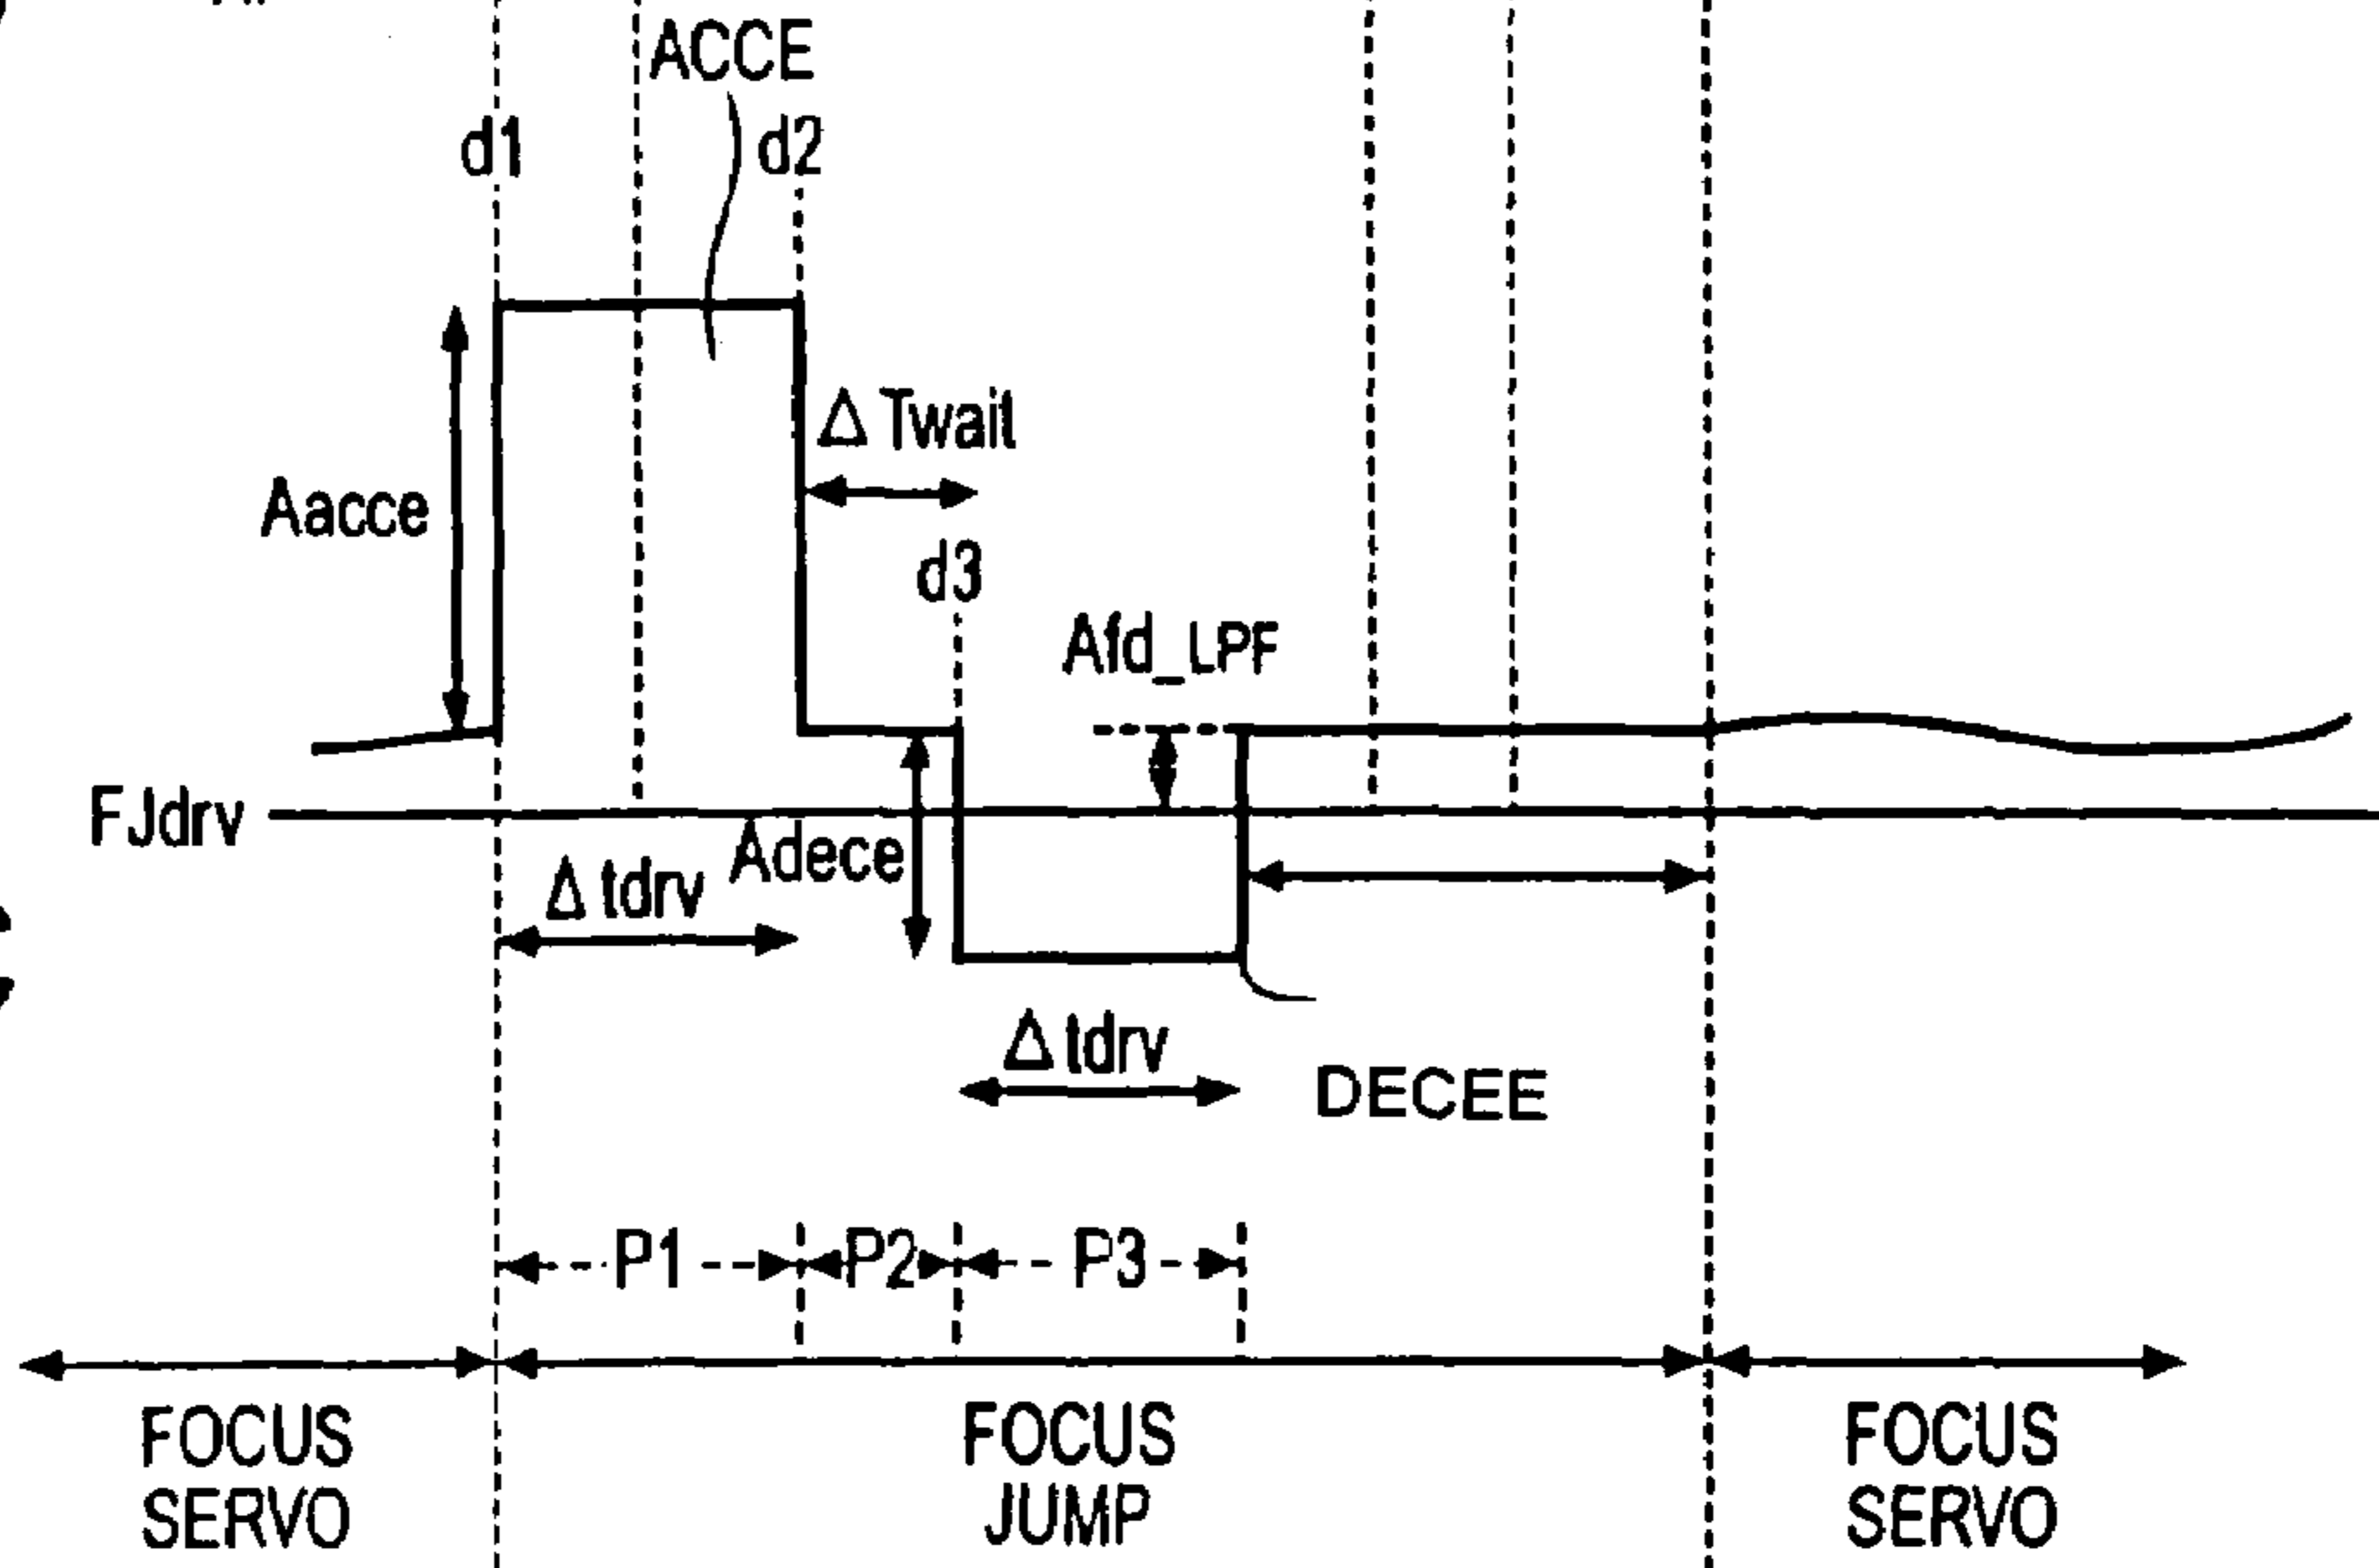 ACCE
d1
d2
Δ Twait
Aacce
d3
Afd_LPF
FJdrv
Adece
Δ tdrv
Δ tdrv
DECEE
P1
P2
P3
FOCUS
SERVO
FOCUS
JUMP
FOCUS
SERVO